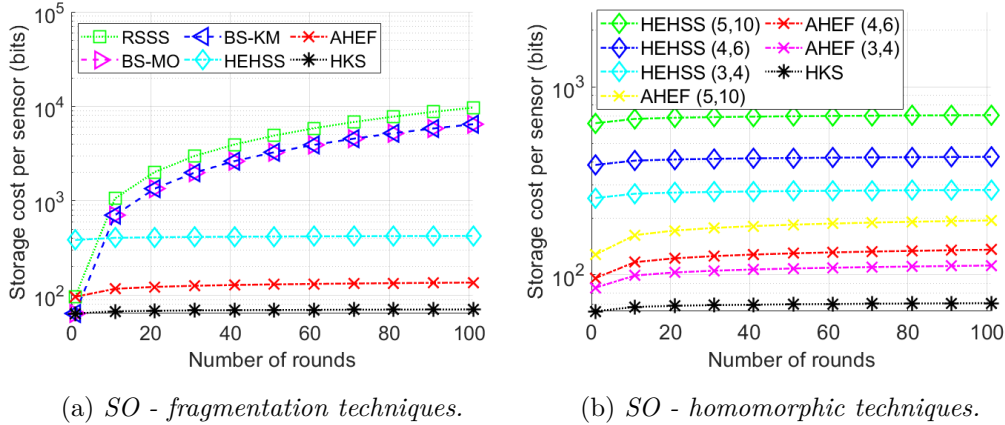 10^5
10^4
10^3
10^2
Storage cost per sensor (bits)
RSSS BS-KM AHEF
BS-MO HEHSS HKS
0 20 40 60 80 100
Number of rounds
(a) SO - fragmentation techniques.
10^3
10^2
Storage cost per sensor (bits)
HEHSS (5,10) AHEF (4,6)
HEHSS (4,6) AHEF (3,4)
HEHSS (3,4) HKS
AHEF (5,10)
0 20 40 60 80 100
Number of rounds
(b) SO - homomorphic techniques.